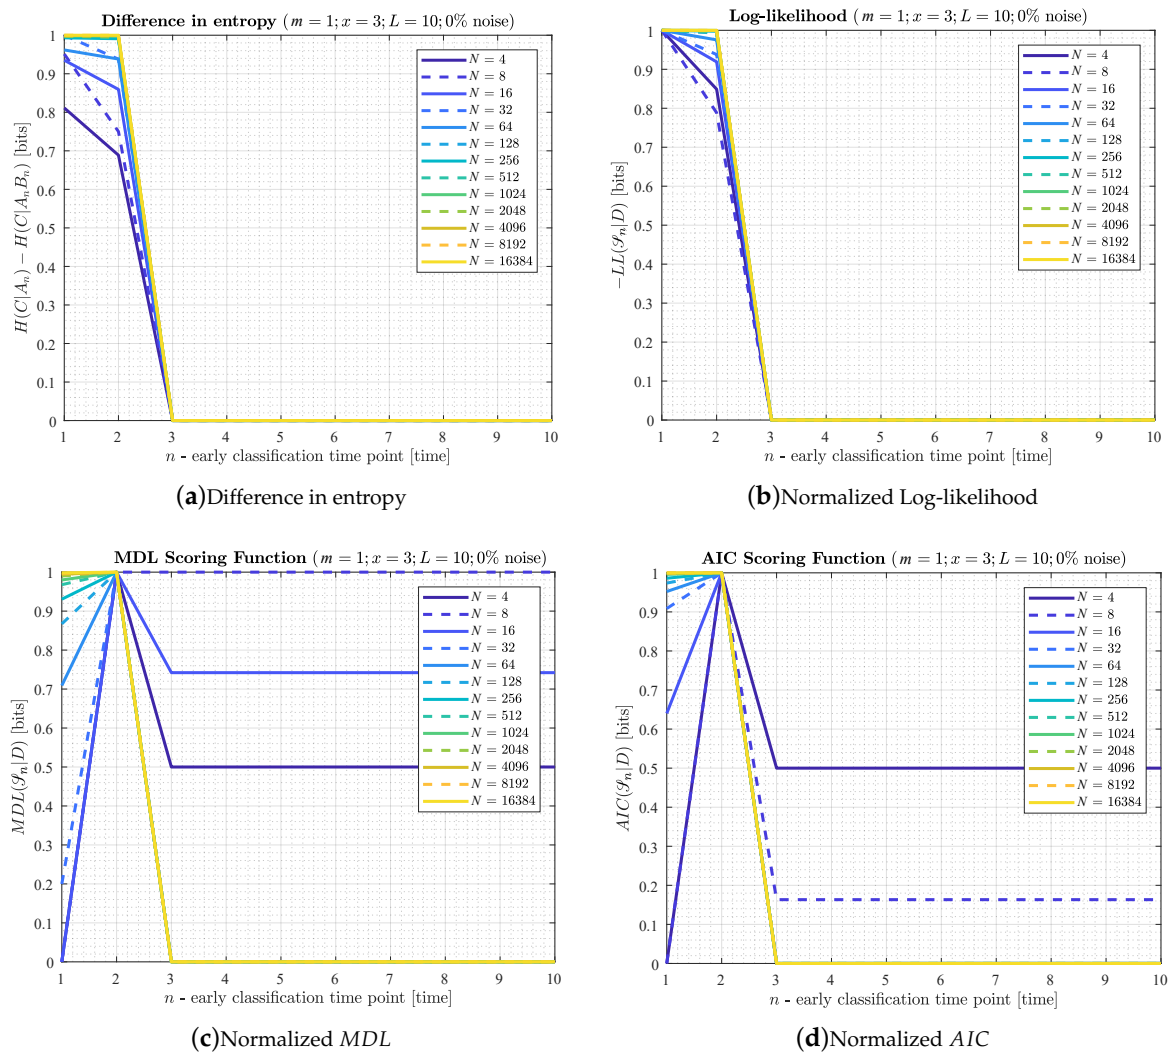 Difference in entropy (m = 1; x = 3; L = 10; 0% noise)
H(C|A_n) − H(C|A_nB_n) [bits]
1
0.9
0.8
0.7
0.6
0.5
0.4
0.3
0.2
0.1
0
1 2 3 4 5 6 7 8 9 10
n - early classification time point [time]
N = 4
N = 8
N = 16
N = 32
N = 64
N = 128
N = 256
N = 512
N = 1024
N = 2048
N = 4096
N = 8192
N = 16384
(a)Difference in entropy
Log-likelihood (m = 1; x = 3; L = 10; 0% noise)
−LL(𝒮_n|D) [bits]
1
0.9
0.8
0.7
0.6
0.5
0.4
0.3
0.2
0.1
0
1 2 3 4 5 6 7 8 9 10
n - early classification time point [time]
N = 4
N = 8
N = 16
N = 32
N = 64
N = 128
N = 256
N = 512
N = 1024
N = 2048
N = 4096
N = 8192
N = 16384
(b)Normalized Log-likelihood
MDL Scoring Function (m = 1; x = 3; L = 10; 0% noise)
MDL(𝒮_n|D) [bits]
1
0.9
0.8
0.7
0.6
0.5
0.4
0.3
0.2
0.1
0
1 2 3 4 5 6 7 8 9 10
n - early classification time point [time]
N = 4
N = 8
N = 16
N = 32
N = 64
N = 128
N = 256
N = 512
N = 1024
N = 2048
N = 4096
N = 8192
N = 16384
(c)Normalized MDL
AIC Scoring Function (m = 1; x = 3; L = 10; 0% noise)
AIC(𝒮_n|D) [bits]
1
0.9
0.8
0.7
0.6
0.5
0.4
0.3
0.2
0.1
0
1 2 3 4 5 6 7 8 9 10
n - early classification time point [time]
N = 4
N = 8
N = 16
N = 32
N = 64
N = 128
N = 256
N = 512
N = 1024
N = 2048
N = 4096
N = 8192
N = 16384
(d)Normalized AIC